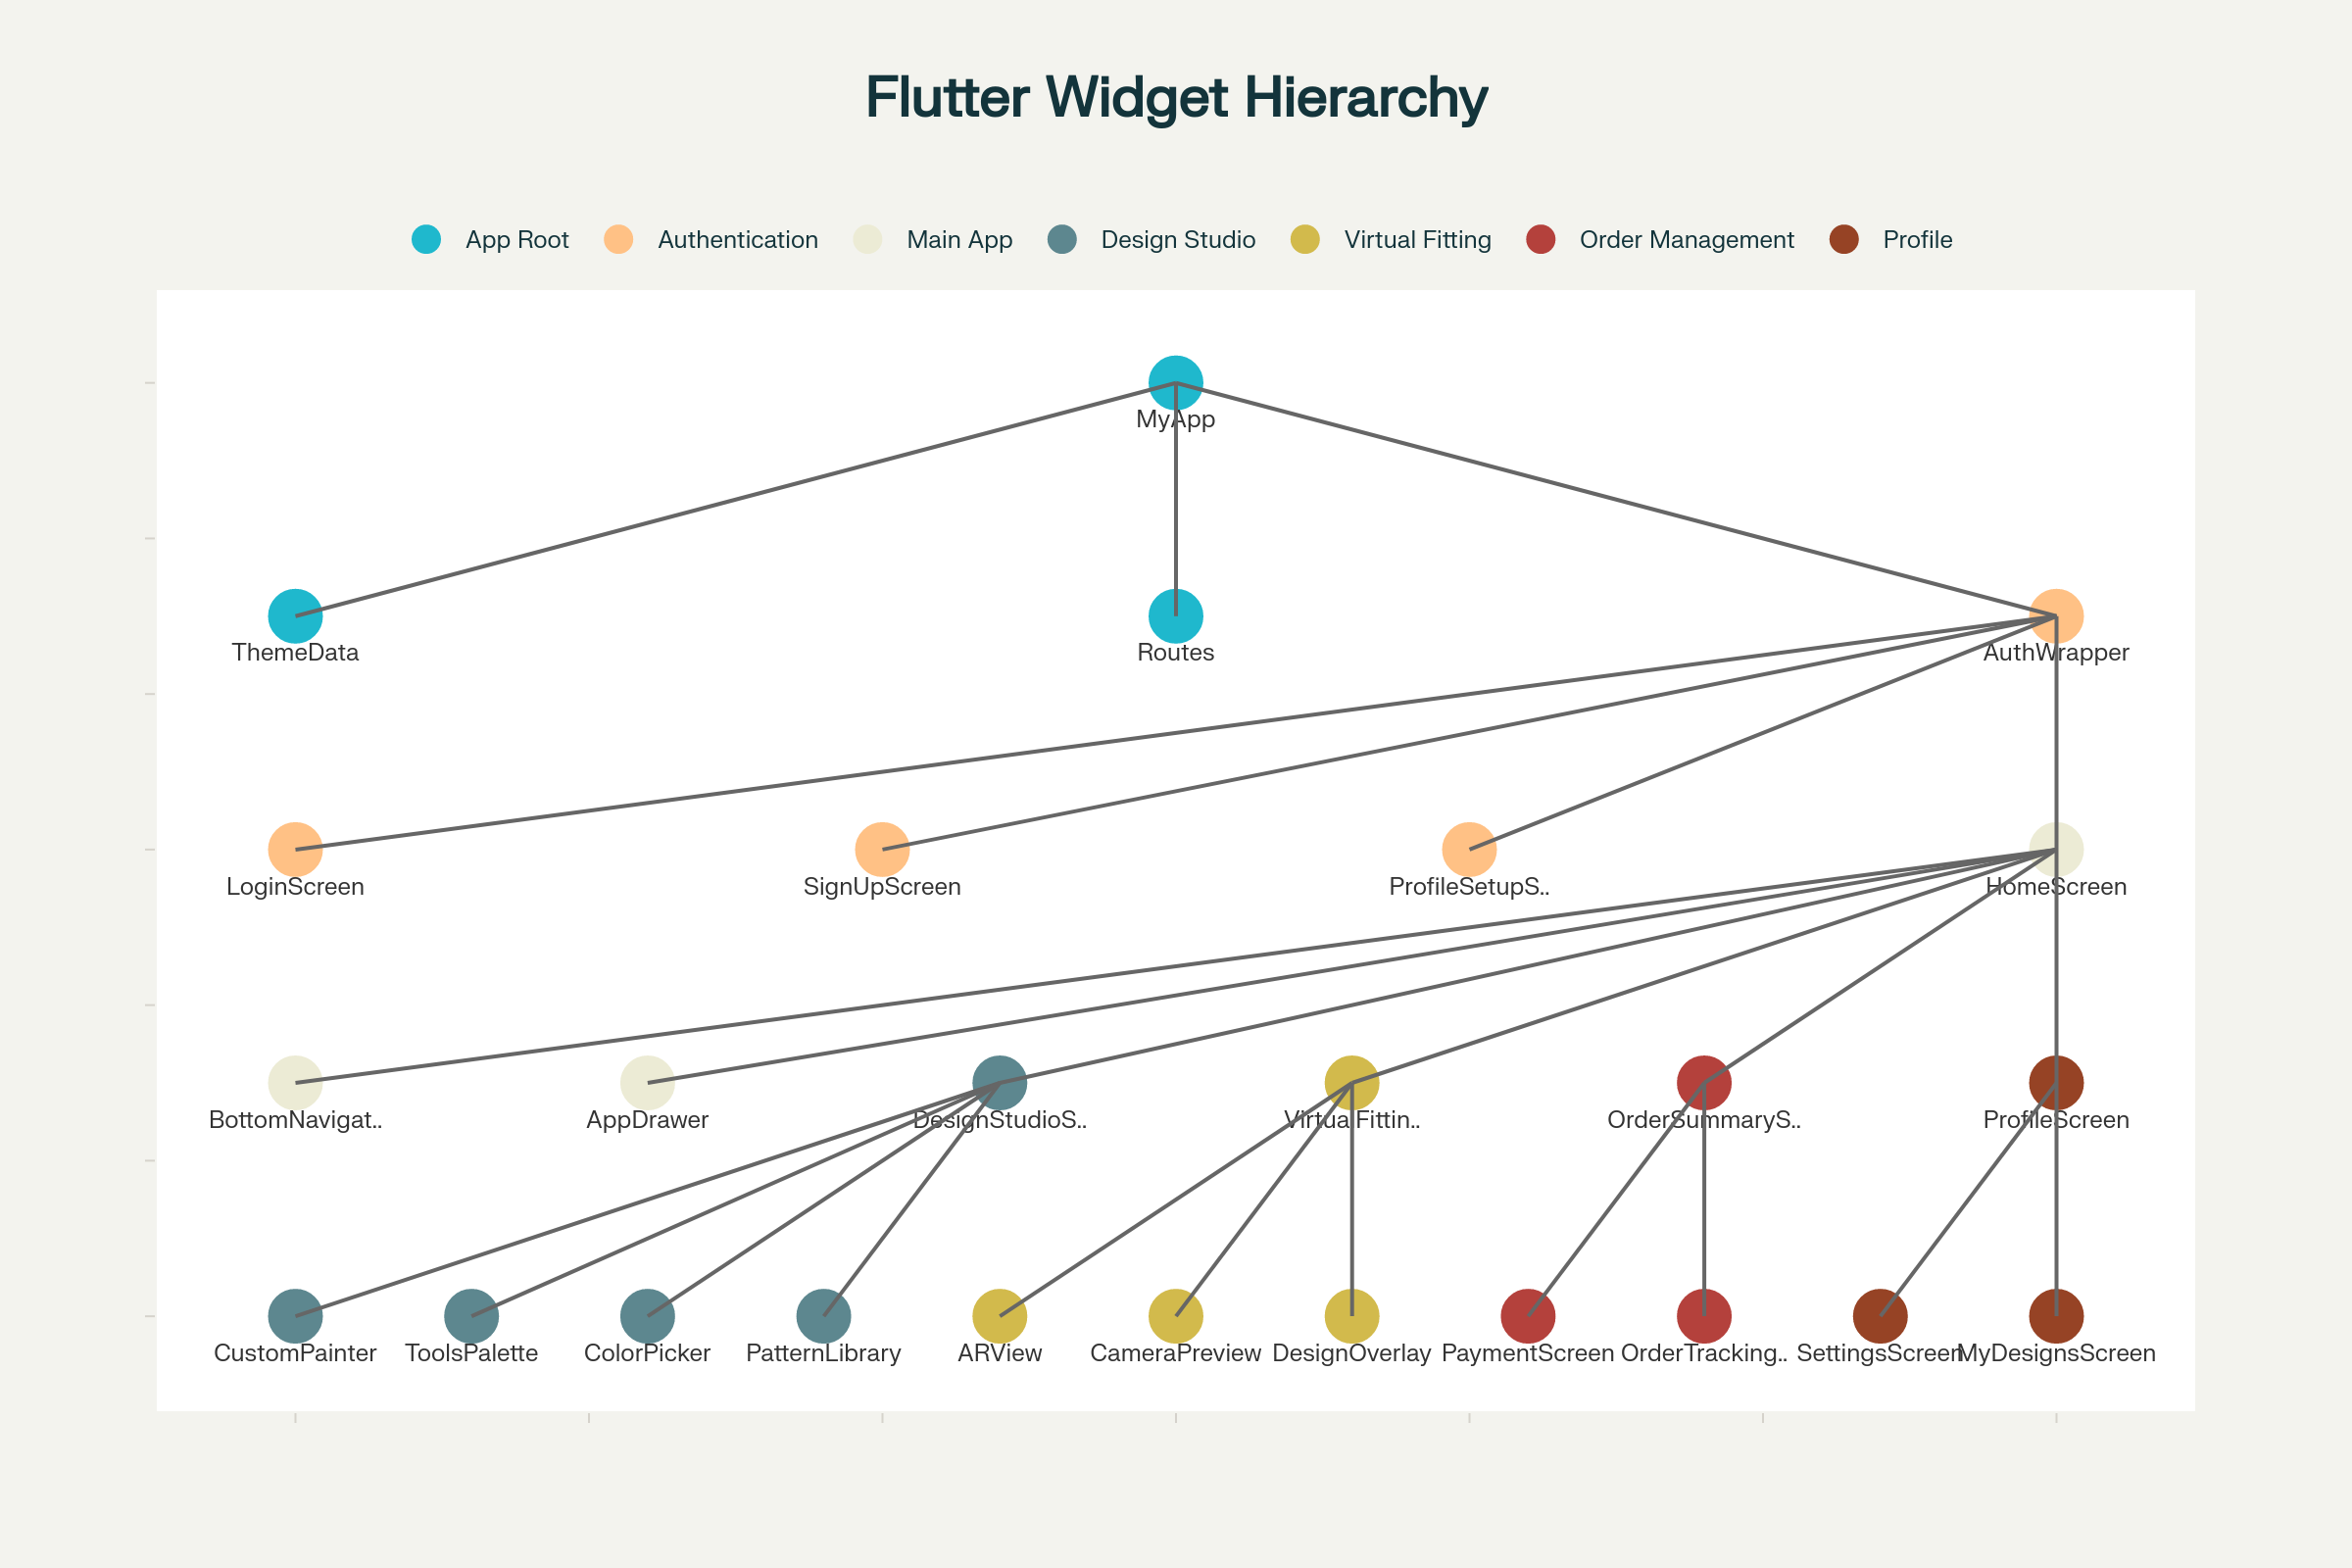 Flutter Widget Hierarchy
App Root Authentication Main App Design Studio Virtual Fitting Order Management Profile
MyApp
ThemeData Routes AuthWrapper
LoginScreen SignUpScreen ProfileSetupS.. HomeScreen
BottomNavigat.. AppDrawer DesignStudioS.. VirtualFittin.. OrderSummaryS.. ProfileScreen
CustomPainter ToolsPalette ColorPicker PatternLibrary ARView CameraPreview DesignOverlay PaymentScreen OrderTracking.. SettingsScreen MyDesignsScreen